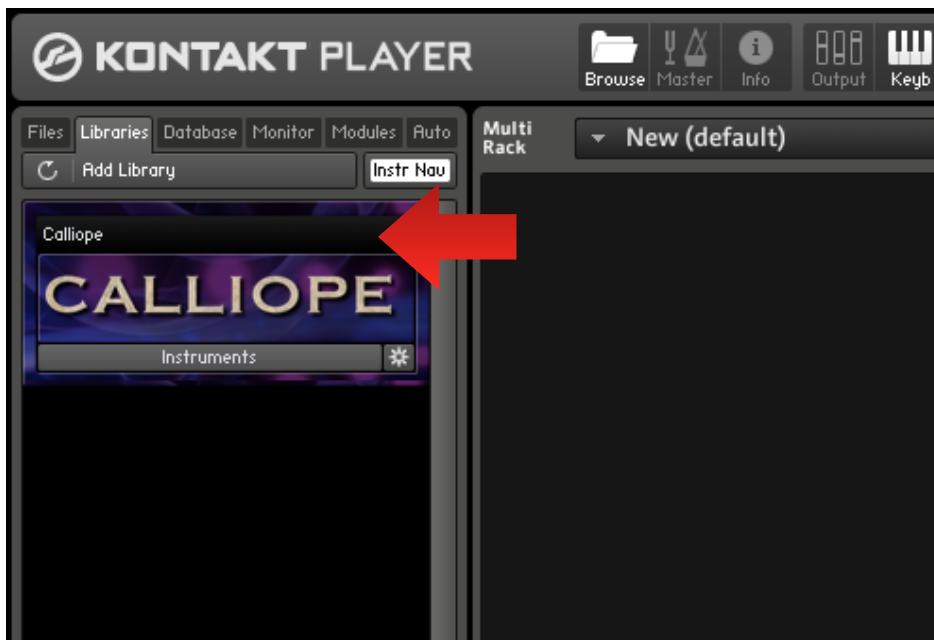 KONTAKT PLAYER
Browse Master Info Output Keyb
Files Libraries Database Monitor Modules Auto
Add Library Instr Nav
Multi
Rack
New (default)
Calliope
CALLIOPE
Instruments